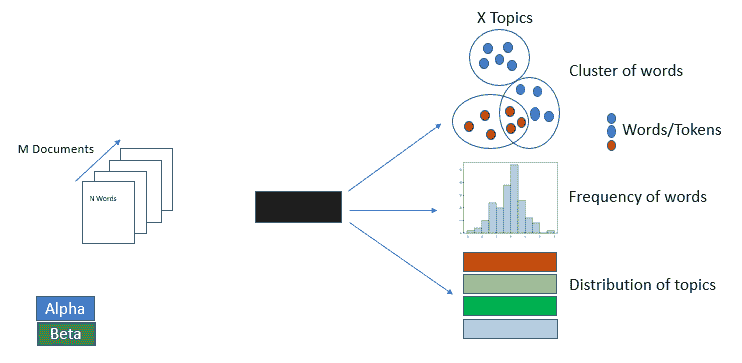 X Topics
Cluster of words
Words/Tokens
M Documents
N Words
Frequency of words
Distribution of topics
Alpha
Beta